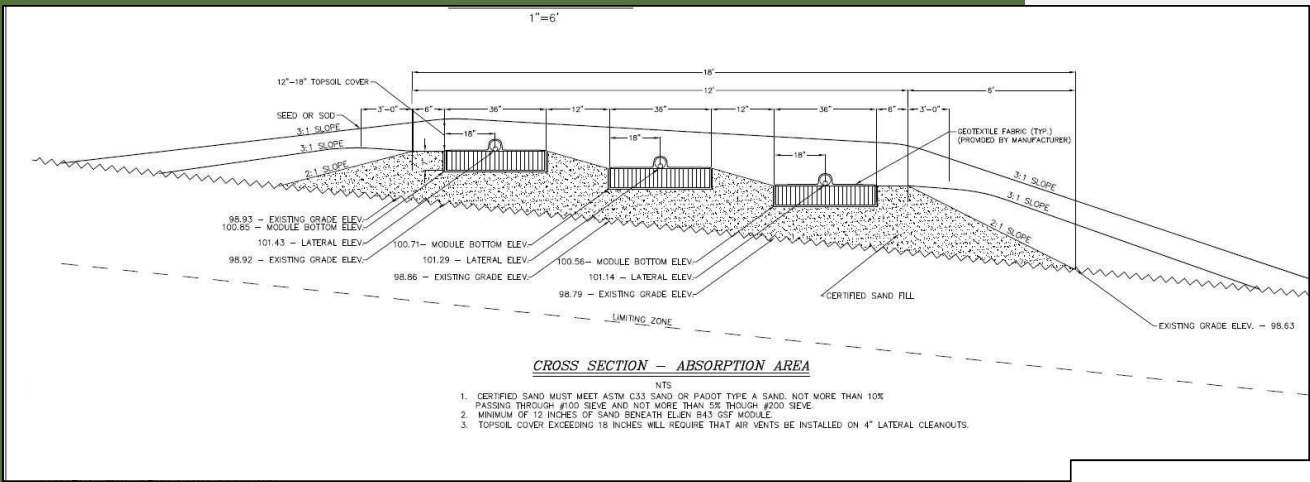 1"=6'
18'
12'
6'
12"-18" TOPSOIL COVER
3'-0"
6"
36"
12"
36"
12"
36"
6"
3'-0"
SEED OR SOD
3:1 SLOPE
3:1 SLOPE
2:1 SLOPE
18"
18"
18"
GEOTEXTILE FABRIC (TYP.)
(PROVIDED BY MANUFACTURER)
3:1 SLOPE
3:1 SLOPE
2:1 SLOPE
98.93 - EXISTING GRADE ELEV.
100.85 - MODULE BOTTOM ELEV.
101.43 - LATERAL ELEV.
98.92 - EXISTING GRADE ELEV.
100.71- MODULE BOTTOM ELEV.
101.29 - LATERAL ELEV.
98.86 - EXISTING GRADE ELEV.
100.56- MODULE BOTTOM ELEV.
101.14 - LATERAL ELEV.
98.79 - EXISTING GRADE ELEV.
CERTIFIED SAND FILL
EXISTING GRADE ELEV. - 98.63
LIMITING ZONE
CROSS SECTION - ABSORPTION AREA
NTS
1. CERTIFIED SAND MUST MEET ASTM C33 SAND OR PADOT TYPE A SAND. NOT MORE THAN 10%
PASSING THROUGH #100 SIEVE AND NOT MORE THAN 5% THOUGH #200 SIEVE.
2. MINIMUM OF 12 INCHES OF SAND BENEATH ELJEN B43 GSF MODULE.
3. TOPSOIL COVER EXCEEDING 18 INCHES WILL REQUIRE THAT AIR VENTS BE INSTALLED ON 4" LATERAL CLEANOUTS.